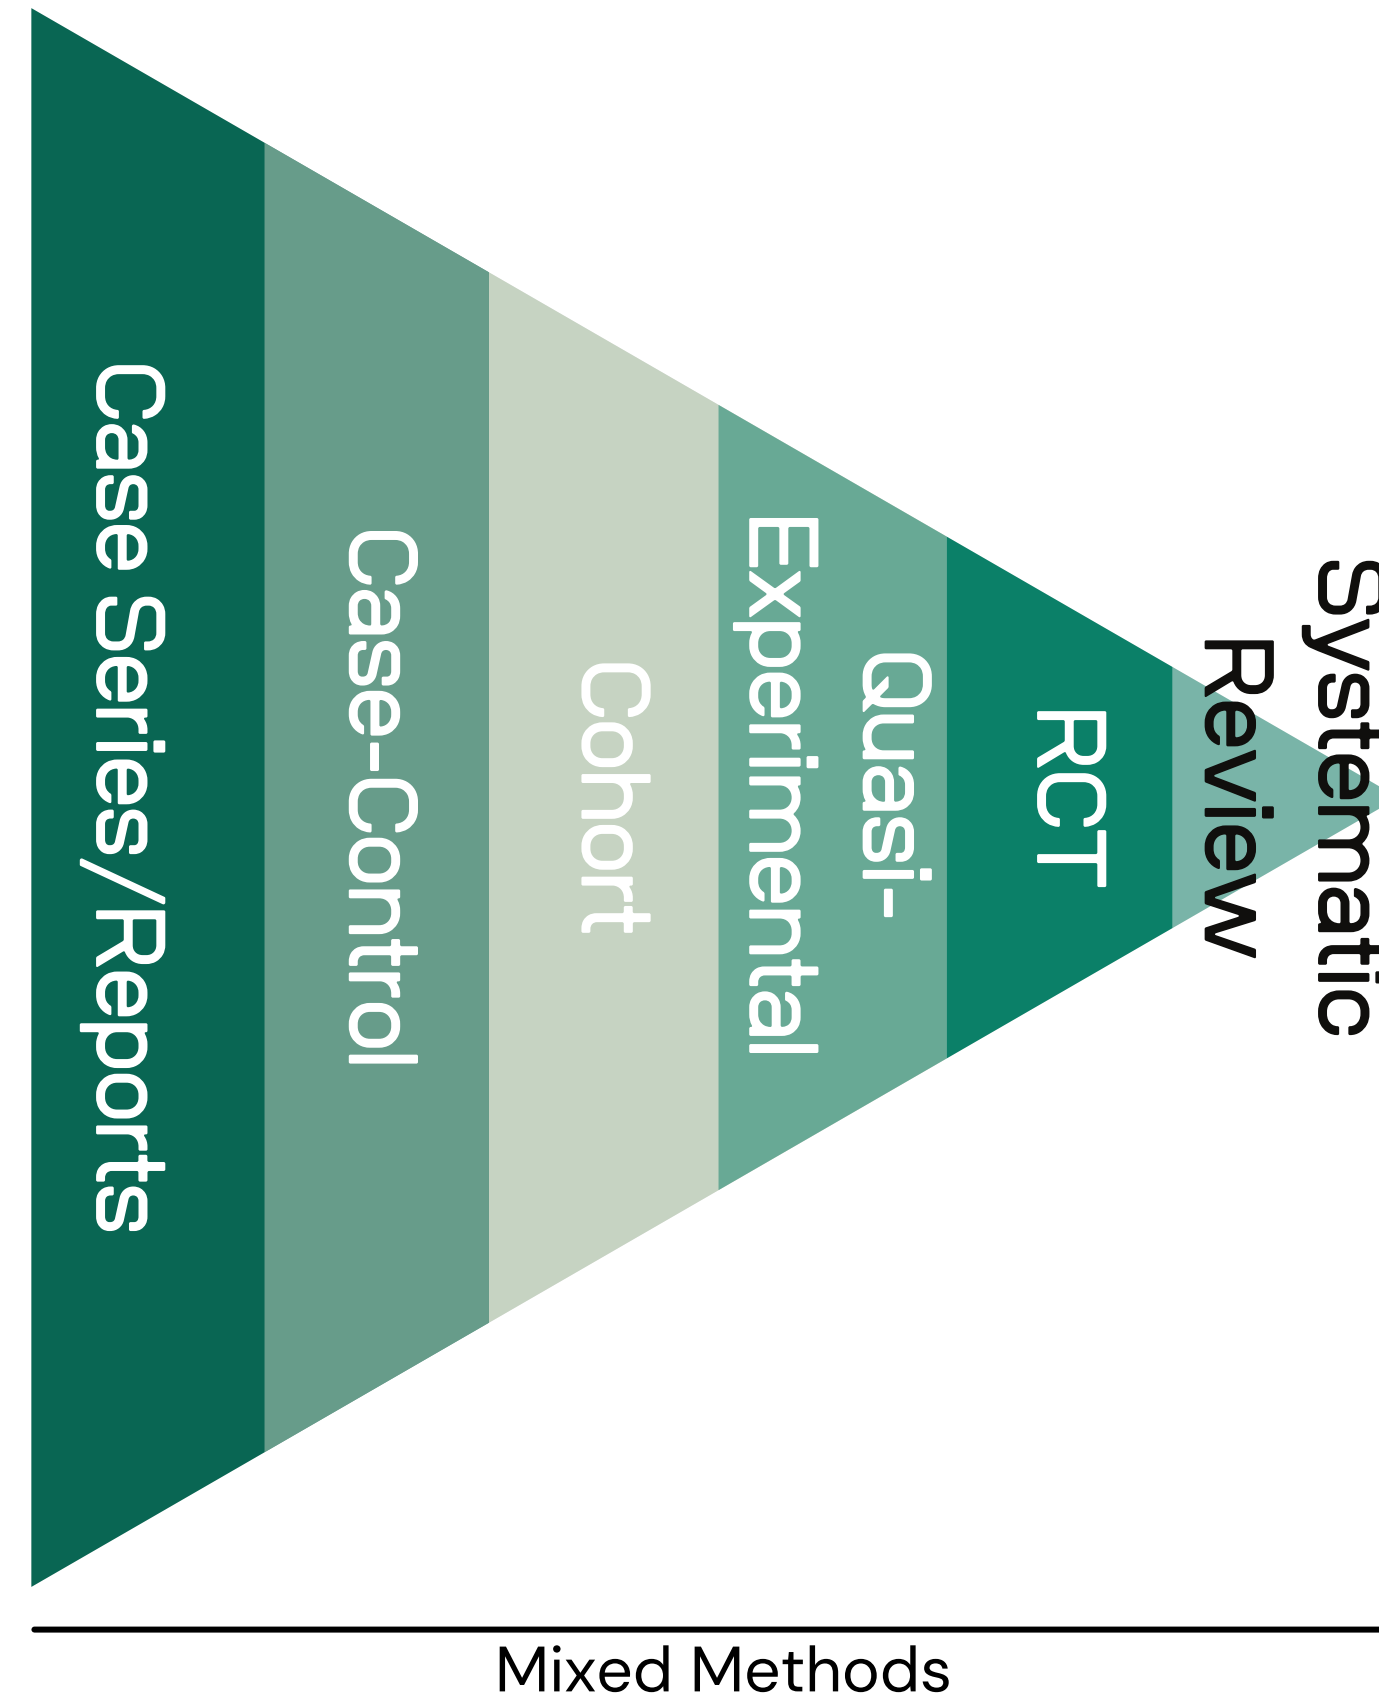 Systematic
Review
RCT
Quasi-
Experimental
Cohort
Case-Control
Case Series/Reports
Mixed Methods